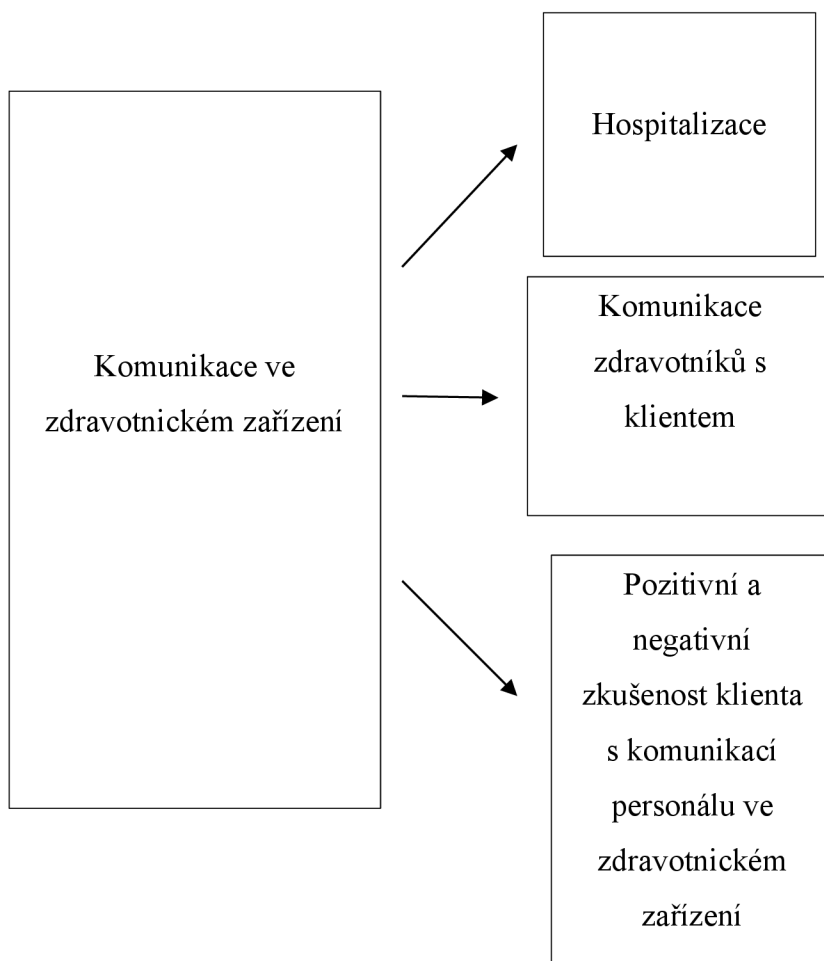 Komunikace ve
zdravotnickém zařízení
Hospitalizace
Komunikace
zdravotníků s
klientem
Pozitivní a
negativní
zkušenost klienta
s komunikací
personálu ve
zdravotnickém
zařízení